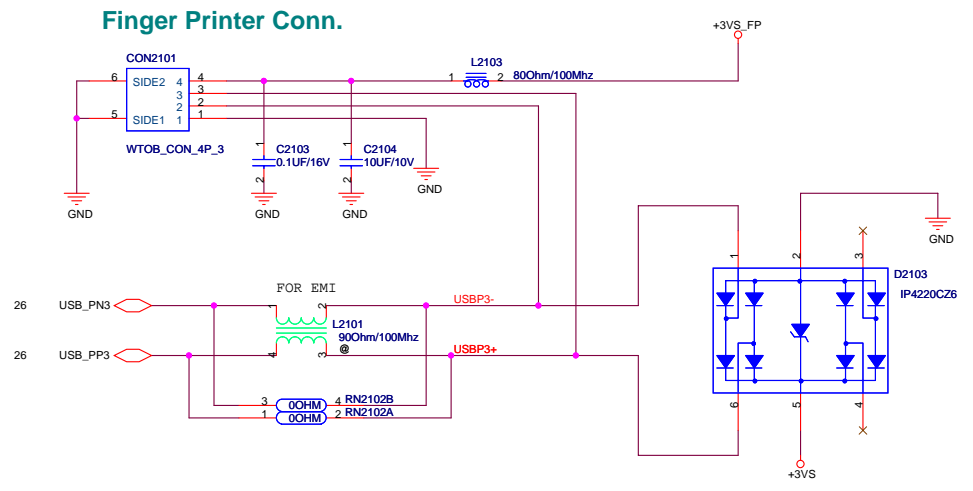 Finger Printer Conn.
+3VS_FP
CON2101
L2103
6 SIDE2 4 4
1 2 80Ohm/100Mhz
3 3
2 2
5 SIDE1 1 1
WTOB_CON_4P_3
1 C2103
0.1UF/16V
2
1 C2104
10UF/10V
2
GND
GND
GND
GND
GND
1 2 3
D2103
IP4220CZ6
6 5 4
+3VS
FOR EMI
26 USB_PN3
1 2
USBP3-
L2101
90Ohm/100Mhz
@
26 USB_PP3
4 3
USBP3+
3 0OHM 4 RN2102B
1 0OHM 2 RN2102A